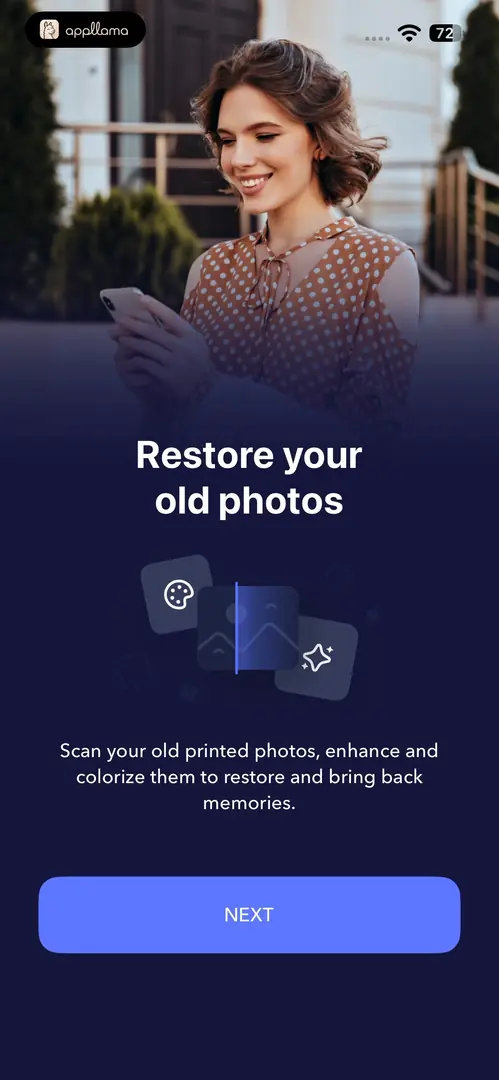 appllama
72
Restore your
old photos
Scan your old printed photos, enhance and
colorize them to restore and bring back
memories.
NEXT